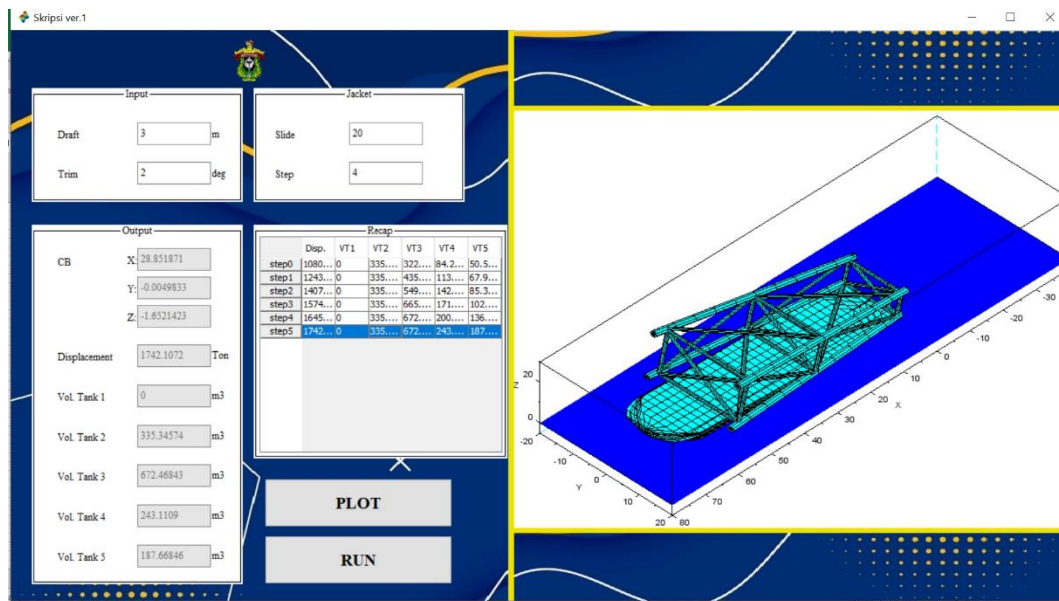 Skripsi ver.1
Input
Draft 3 m
Trim 2 deg
Jacket
Slide 20
Step 4
Output
CB X: 28.851871
Y: -0.0049833
Z: -1.6521423
Displacement 1742.1072 Ton
Vol. Tank 1 0 m3
Vol. Tank 2 335.34574 m3
Vol. Tank 3 672.46843 m3
Vol. Tank 4 243.1109 m3
Vol. Tank 5 187.66846 m3
Recap
Disp. VT1 VT2 VT3 VT4 VT5
step0 1080... 0 335.... 322.... 84.2... 50.5...
step1 1243... 0 335.... 435.... 113.... 67.9...
step2 1407... 0 335.... 549.... 142.... 85.3...
step3 1574... 0 335.... 665.... 171.... 102....
step4 1645... 0 335.... 672.... 200.... 136....
step5 1742... 0 335.... 672.... 243.... 187....
PLOT
RUN
Z
20
0
-20
-10
Y
0
10
20
80
70
60
50
40
30
20
X
10
0
-10
-20
-30